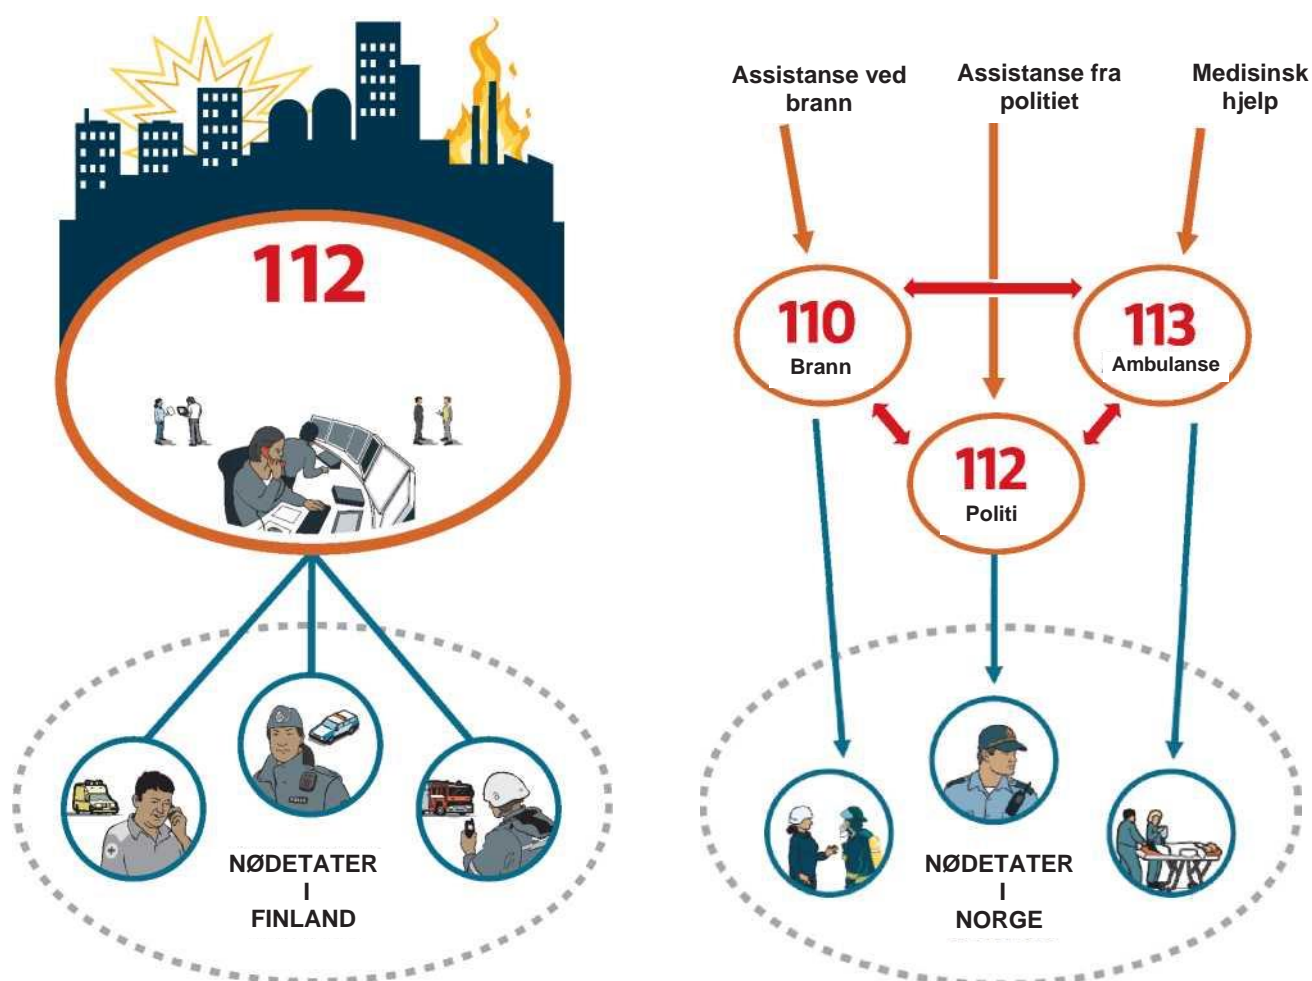 112
NØDETATER
I
FINLAND
Assistanse ved
brann
Assistanse fra
politiet
Medisinsk
hjelp
110
Brann
113
Ambulanse
112
Politi
NØDETATER
I
NORGE